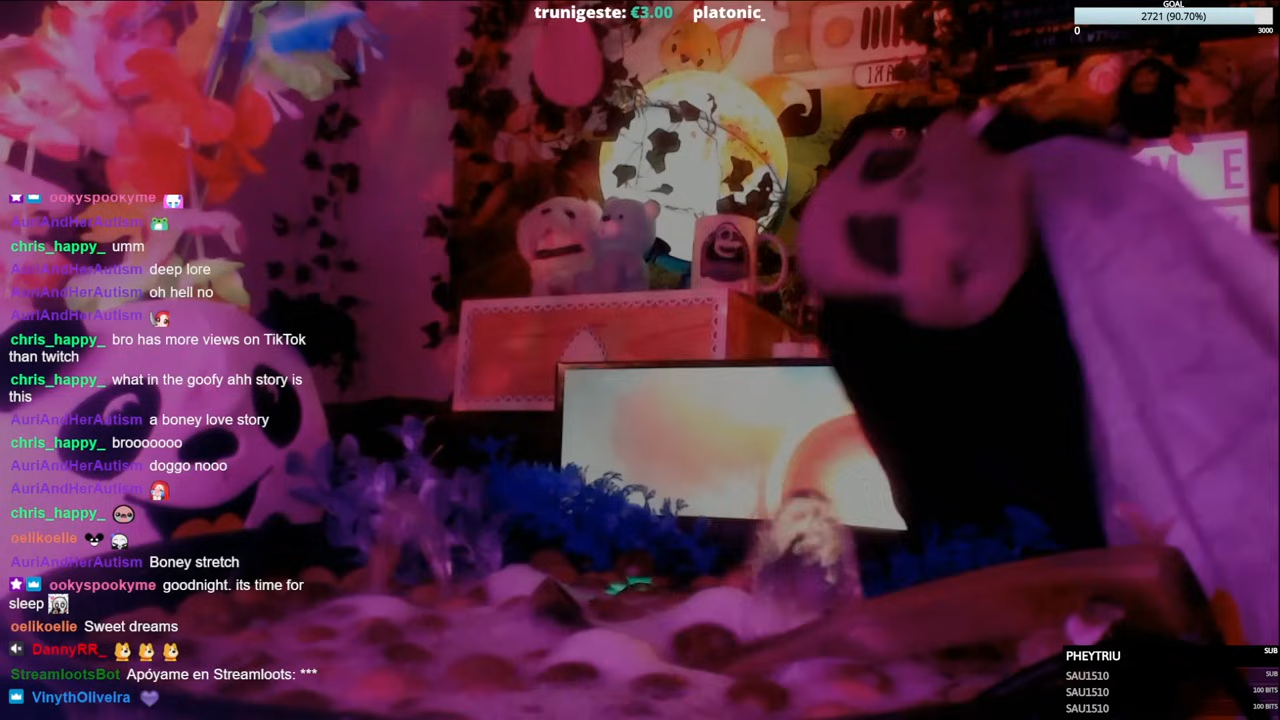 trunigeste: €3.00 platonic_
GOAL
2721 (90.70%)
0 3000
ookyspookyme
AuriAndHerAutism
chris_happy_ umm
AuriAndHerAutism deep lore
AuriAndHerAutism oh hell no
AuriAndHerAutism
chris_happy_ bro has more views on TikTok
than twitch
chris_happy_ what in the goofy ahh story is
this
AuriAndHerAutism a boney love story
chris_happy_ brooooooo
AuriAndHerAutism doggo nooo
AuriAndHerAutism
chris_happy_
oelikoelie
AuriAndHerAutism Boney stretch
ookyspookyme goodnight. its time for
sleep
oelikoelie Sweet dreams
DannyRR_
StreamlootsBot Apóyame en Streamloots: ***
VinythOliveira
PHEYTRIU SUB
SAU1510 SUB
SAU1510 100 BITS
SAU1510 100 BITS